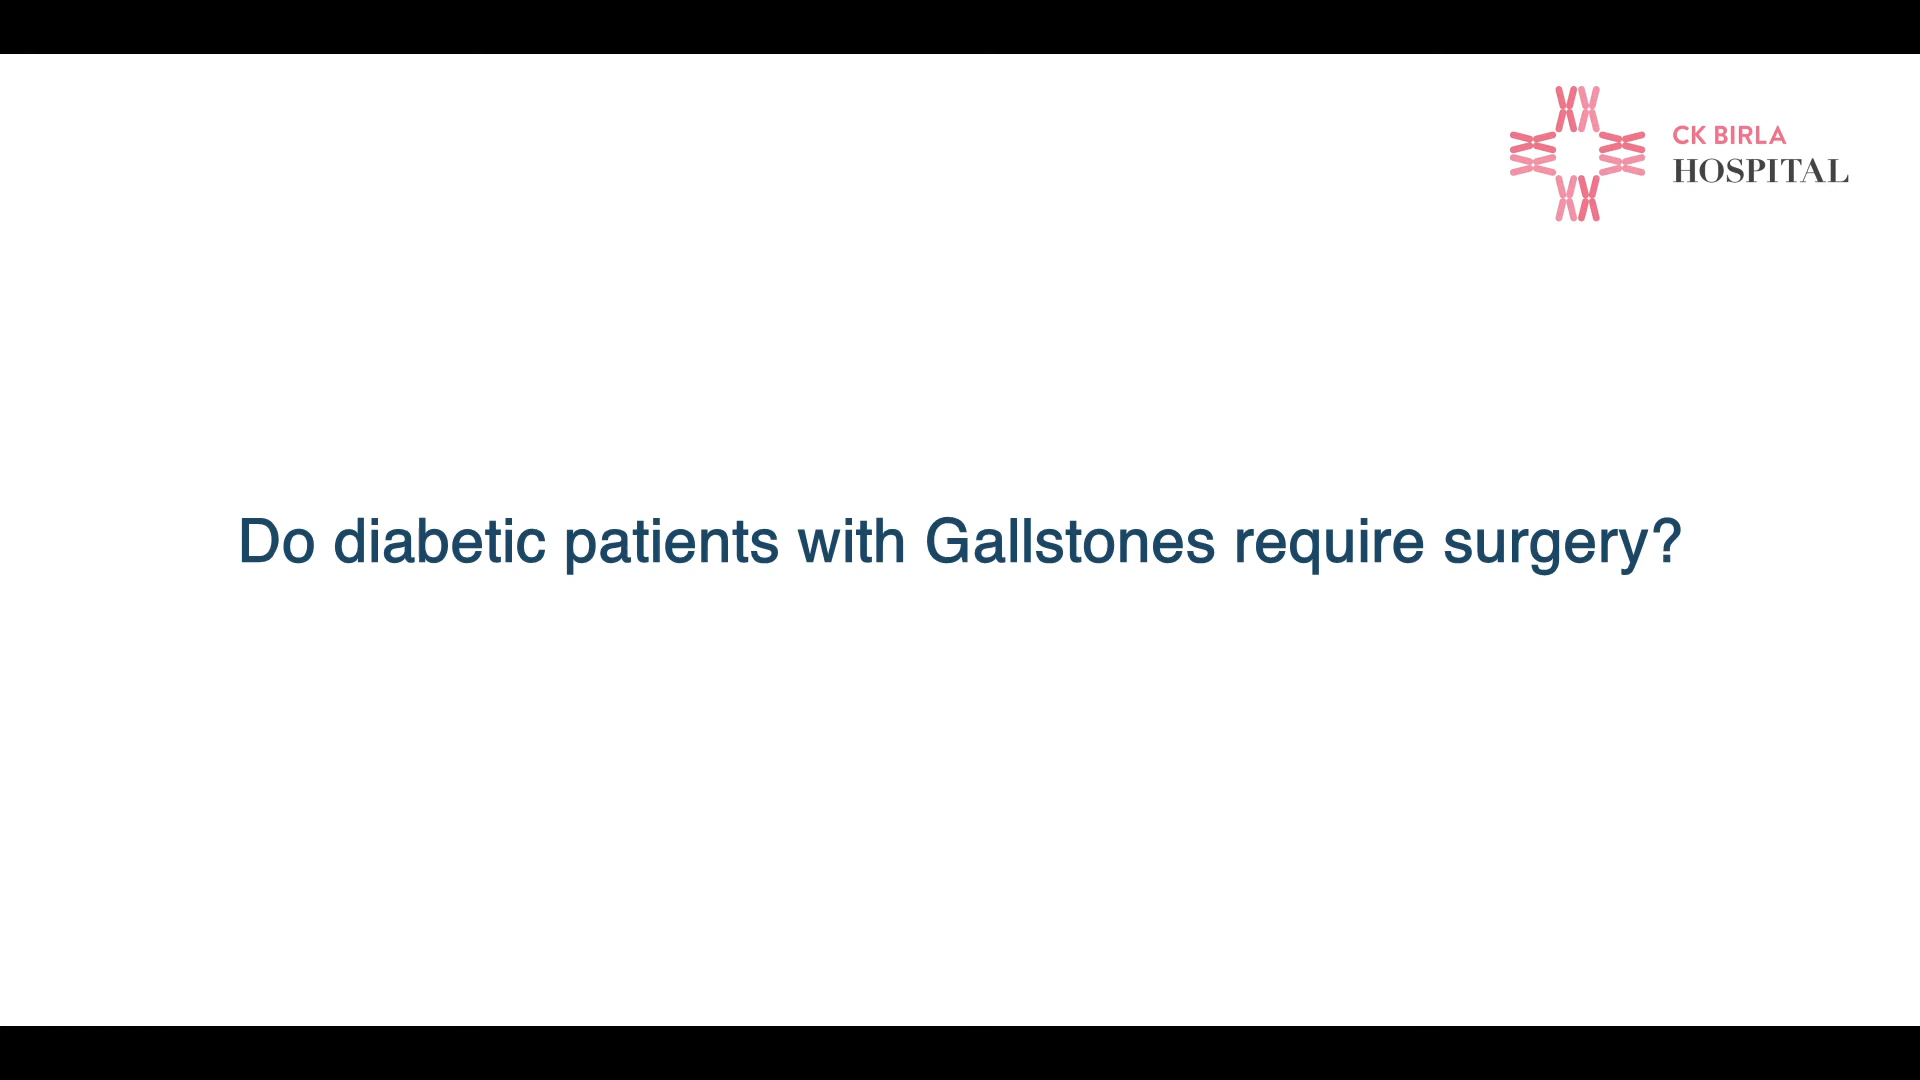 CK BIRLA
HOSPITAL
Do diabetic patients with Gallstones require surgery?